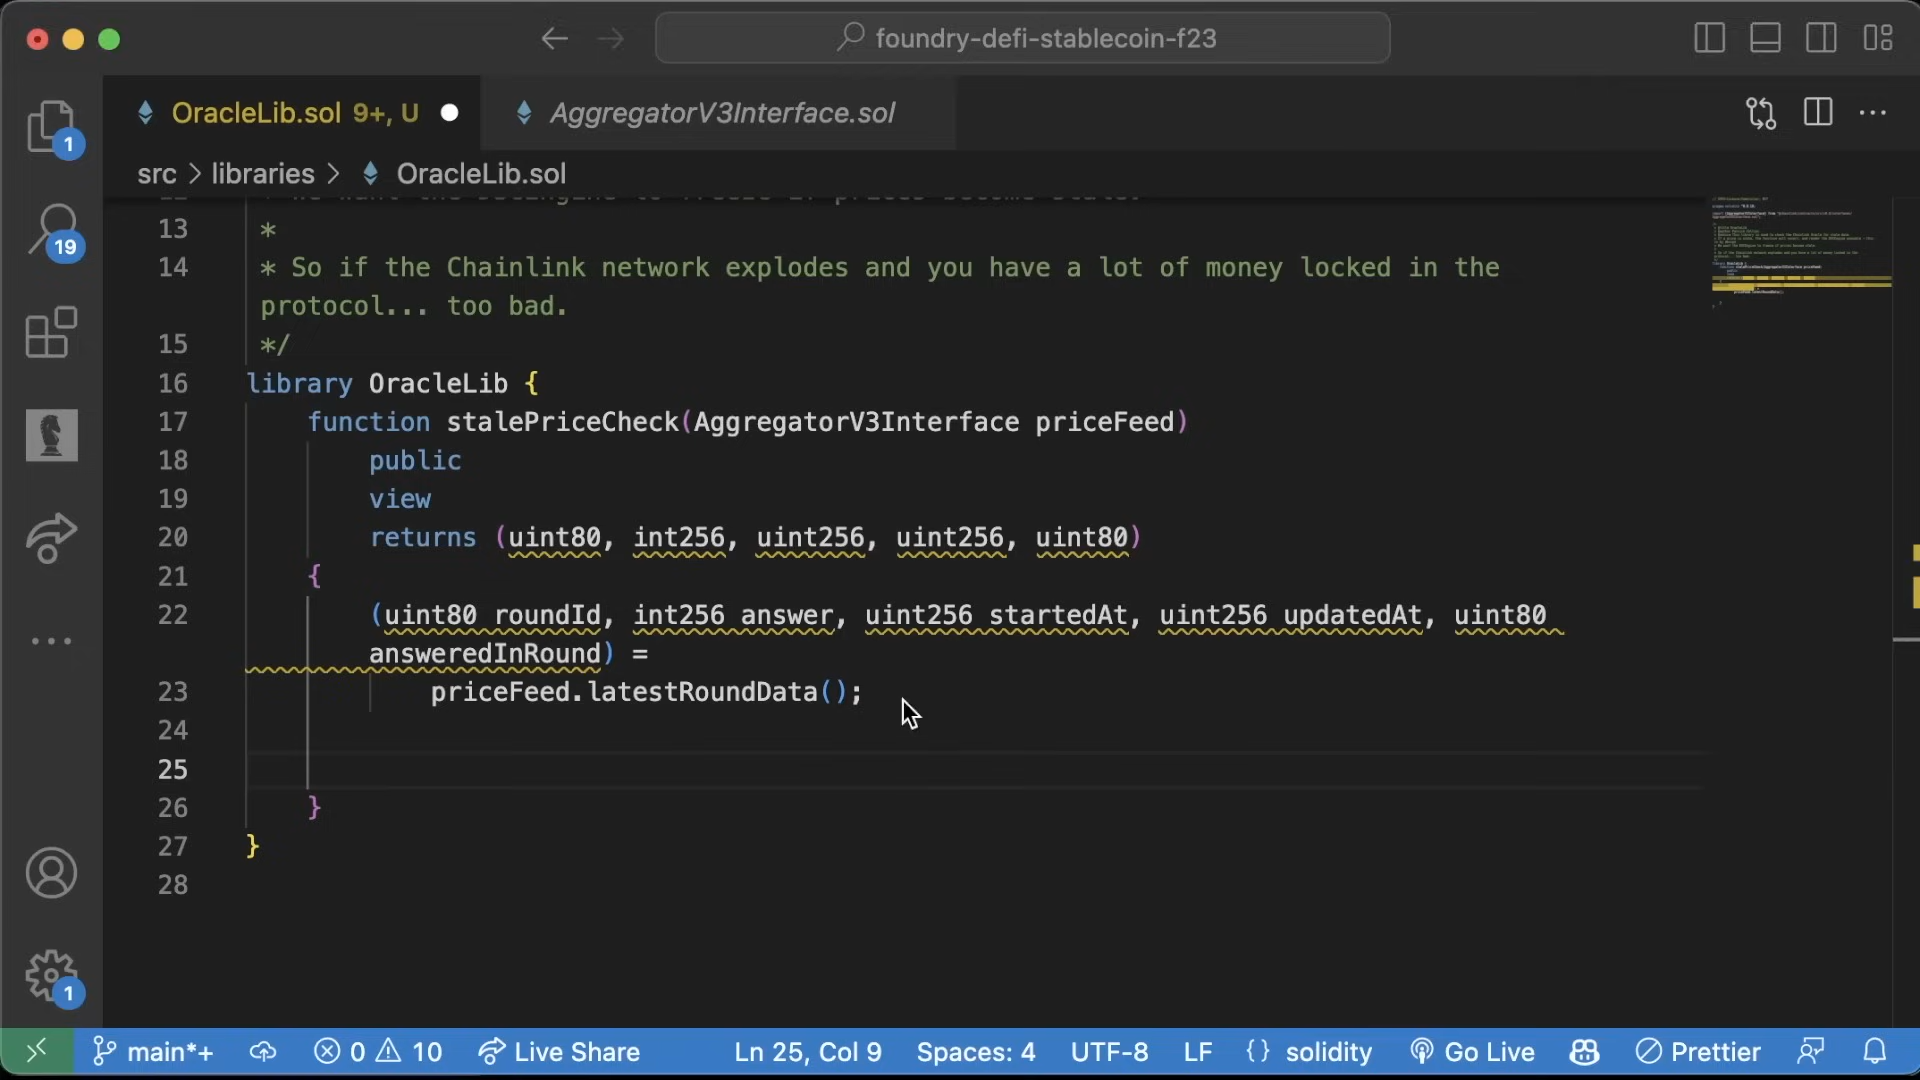 foundry-defi-stablecoin-f23
OracleLib.sol 9+, U
AggregatorV3Interface.sol
src > libraries > OracleLib.sol
13 *
14 * So if the Chainlink network explodes and you have a lot of money locked in the
protocol... too bad.
15 */
16 library OracleLib {
17 function stalePriceCheck(AggregatorV3Interface priceFeed)
18 public
19 view
20 returns (uint80, int256, uint256, uint256, uint80)
21 {
22 (uint80 roundId, int256 answer, uint256 startedAt, uint256 updatedAt, uint80
answeredInRound) =
23 priceFeed.latestRoundData();
24
25
26 }
27 }
28
1
19
1
main*+ 0 10 Live Share Ln 25, Col 9 Spaces: 4 UTF-8 LF {} solidity Go Live Prettier